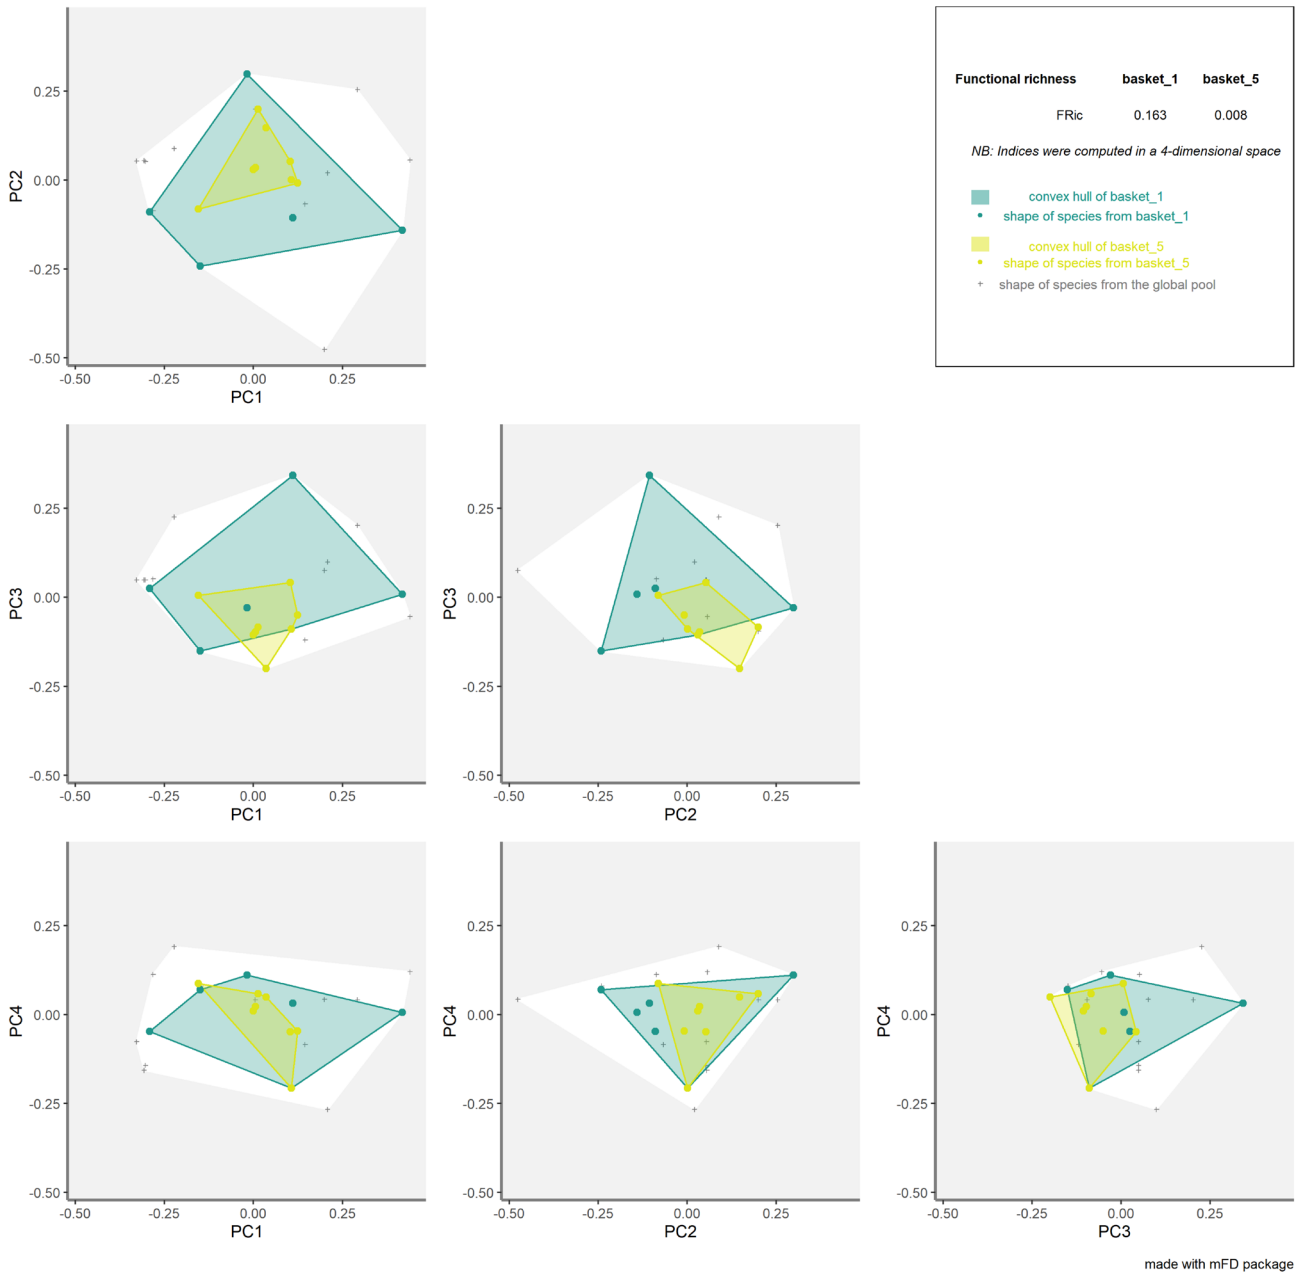 0.25
0.00
-0.25
-0.50
PC2
-0.50 -0.25 0.00 0.25
PC1
Functional richness basket_1 basket_5
FRic 0.163 0.008
NB: Indices were computed in a 4-dimensional space
convex hull of basket_1
shape of species from basket_1
convex hull of basket_5
shape of species from basket_5
shape of species from the global pool
0.25
0.00
-0.25
-0.50
PC3
-0.50 -0.25 0.00 0.25
PC1
0.25
0.00
-0.25
-0.50
PC3
-0.50 -0.25 0.00 0.25
PC2
0.25
0.00
-0.25
-0.50
PC4
-0.50 -0.25 0.00 0.25
PC1
0.25
0.00
-0.25
-0.50
PC4
-0.50 -0.25 0.00 0.25
PC2
0.25
0.00
-0.25
-0.50
PC4
-0.50 -0.25 0.00 0.25
PC3
made with mFD package